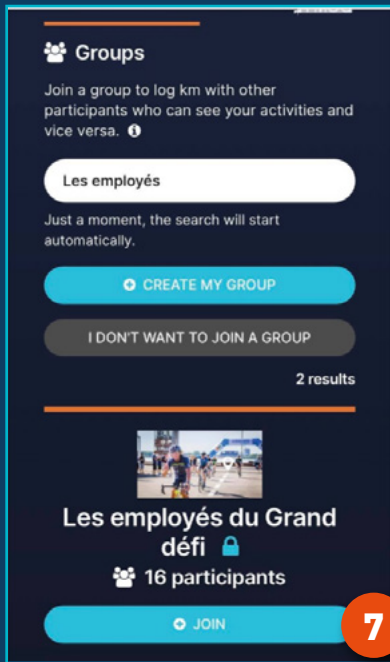 Groups
Join a group to log km with other
participants who can see your activities and
vice versa.
Les employés
Just a moment, the search will start
automatically.
CREATE MY GROUP
I DON'T WANT TO JOIN A GROUP
2 results
Les employés du Grand
défi
16 participants
JOIN
7